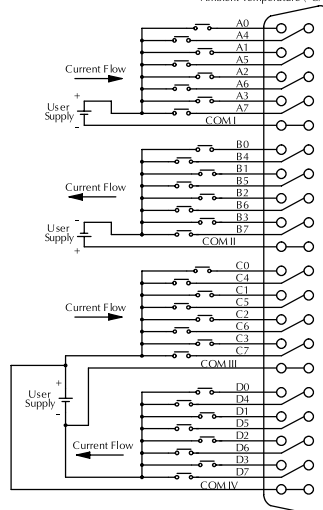 A0
A4
A1
Current Flow
A5
A2
A6
+
A3
User
Supply
A7
-
COM I
B0
B4
B1
Current Flow
B5
B2
B6
-
B3
User
Supply
B7
+
COM II
C0
C4
C1
Current Flow
C5
C2
C6
C3
C7
COM III
+
User
Supply
-
D0
D4
D1
D5
Current Flow
D2
D6
D3
D7
COM IV